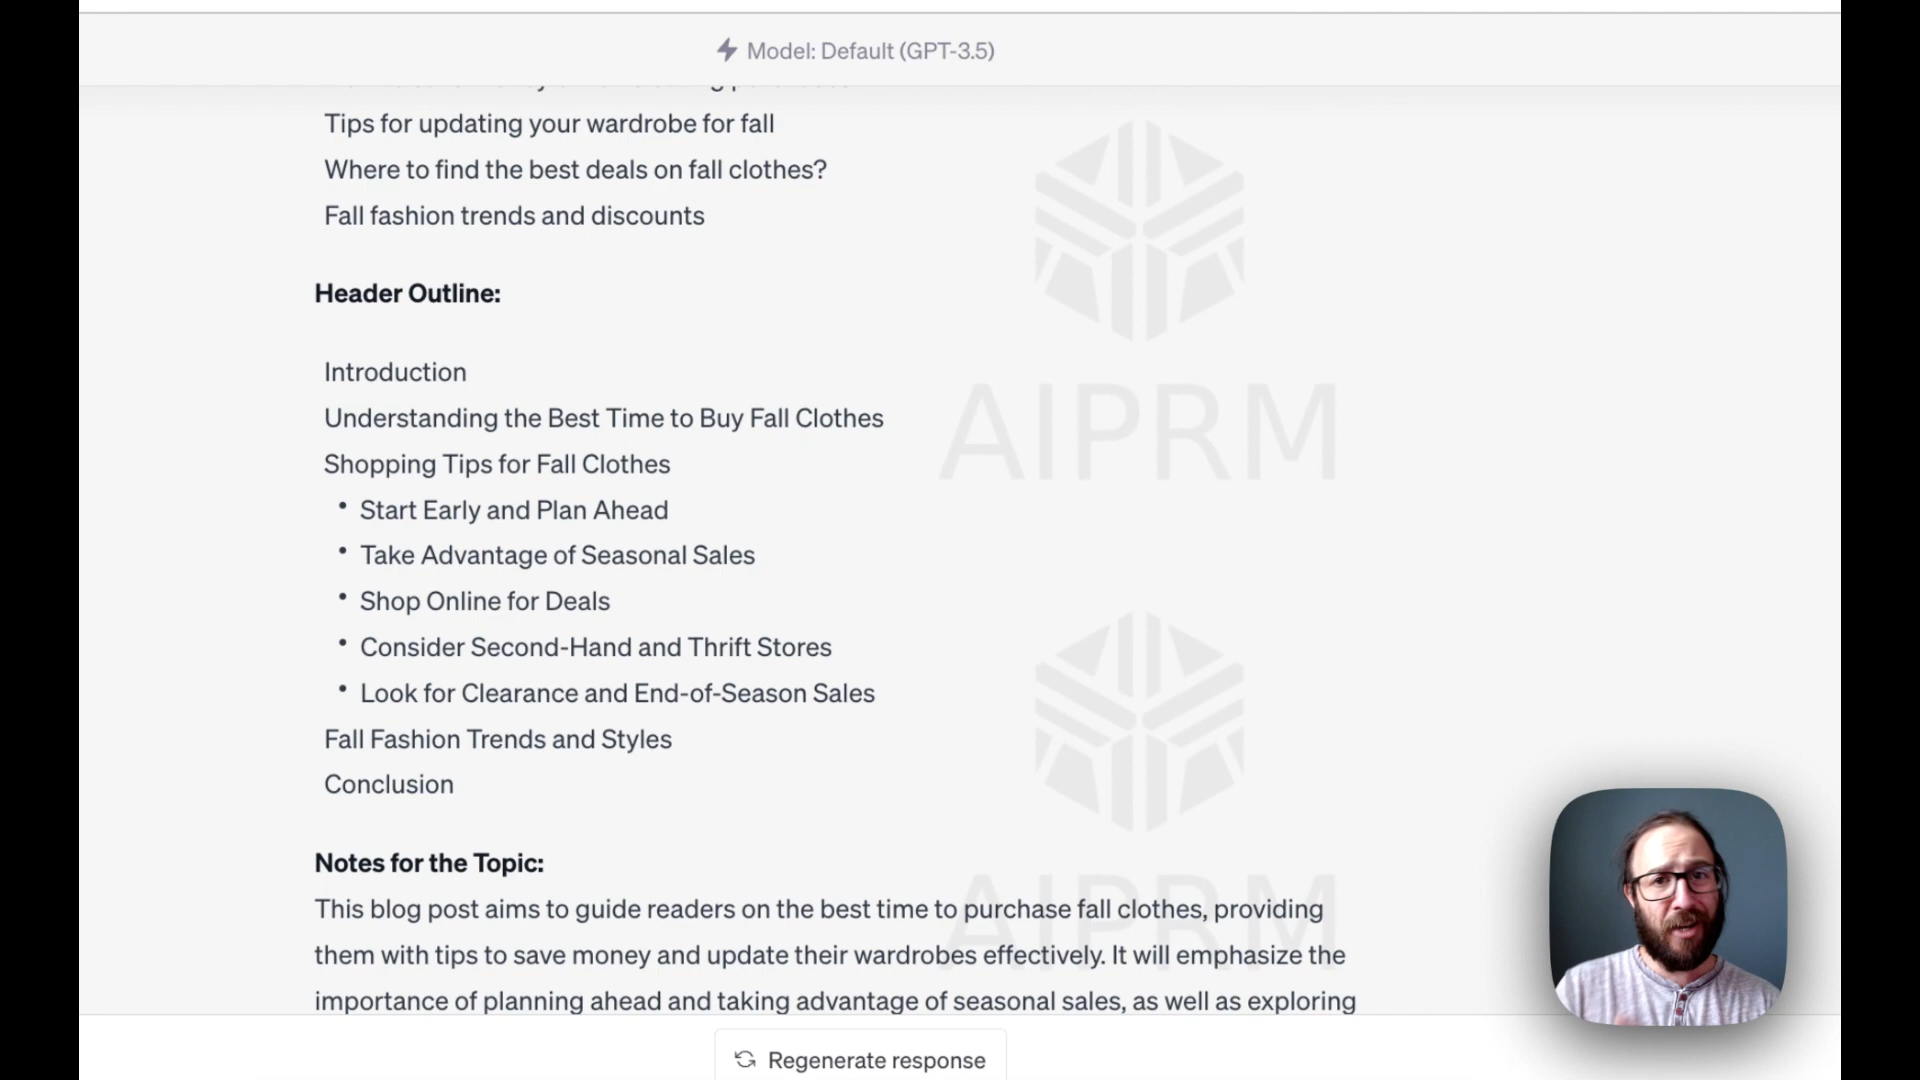 Model: Default (GPT-3.5)
Tips for updating your wardrobe for fall
Where to find the best deals on fall clothes?
Fall fashion trends and discounts
Header Outline:
Introduction
Understanding the Best Time to Buy Fall Clothes
Shopping Tips for Fall Clothes
• Start Early and Plan Ahead
• Take Advantage of Seasonal Sales
• Shop Online for Deals
• Consider Second-Hand and Thrift Stores
• Look for Clearance and End-of-Season Sales
Fall Fashion Trends and Styles
Conclusion
Notes for the Topic:
This blog post aims to guide readers on the best time to purchase fall clothes, providing
them with tips to save money and update their wardrobes effectively. It will emphasize the
importance of planning ahead and taking advantage of seasonal sales, as well as exploring
Regenerate response
AIPRM
AIPRM